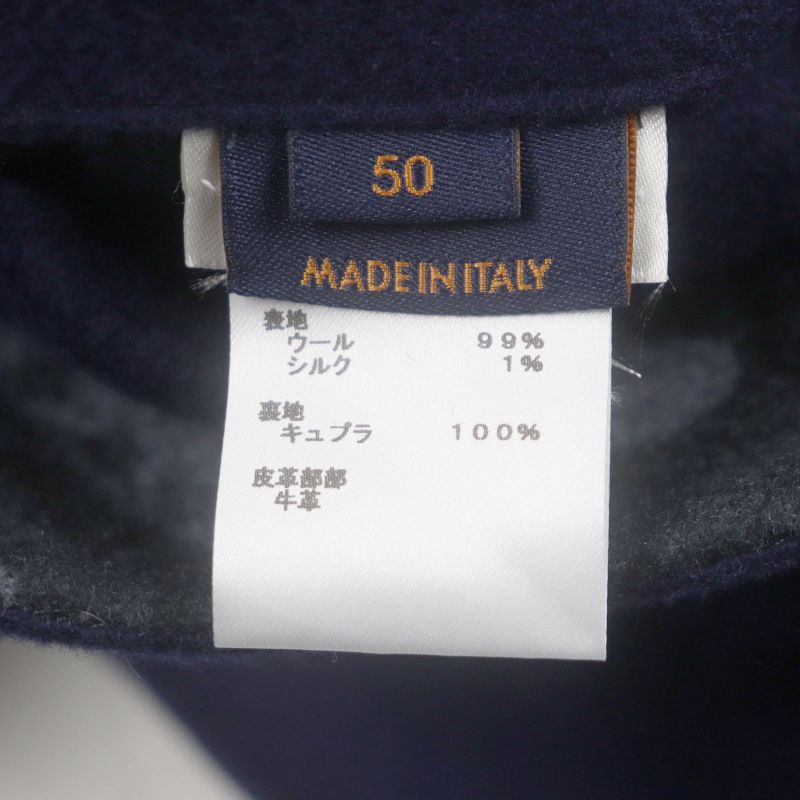 50
MADE IN ITALY
表地
ウール 99%
シルク 1%
裏地
キュプラ 100%
皮革部部
牛革